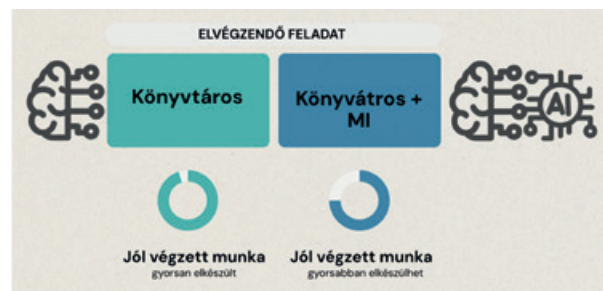 ELVÉGZENDŐ FELADAT
Könyvtáros
Könyvátros +
MI
AI
Jól végzett munka
gyorsan elkészült
Jól végzett munka
gyorsabban elkészülhet